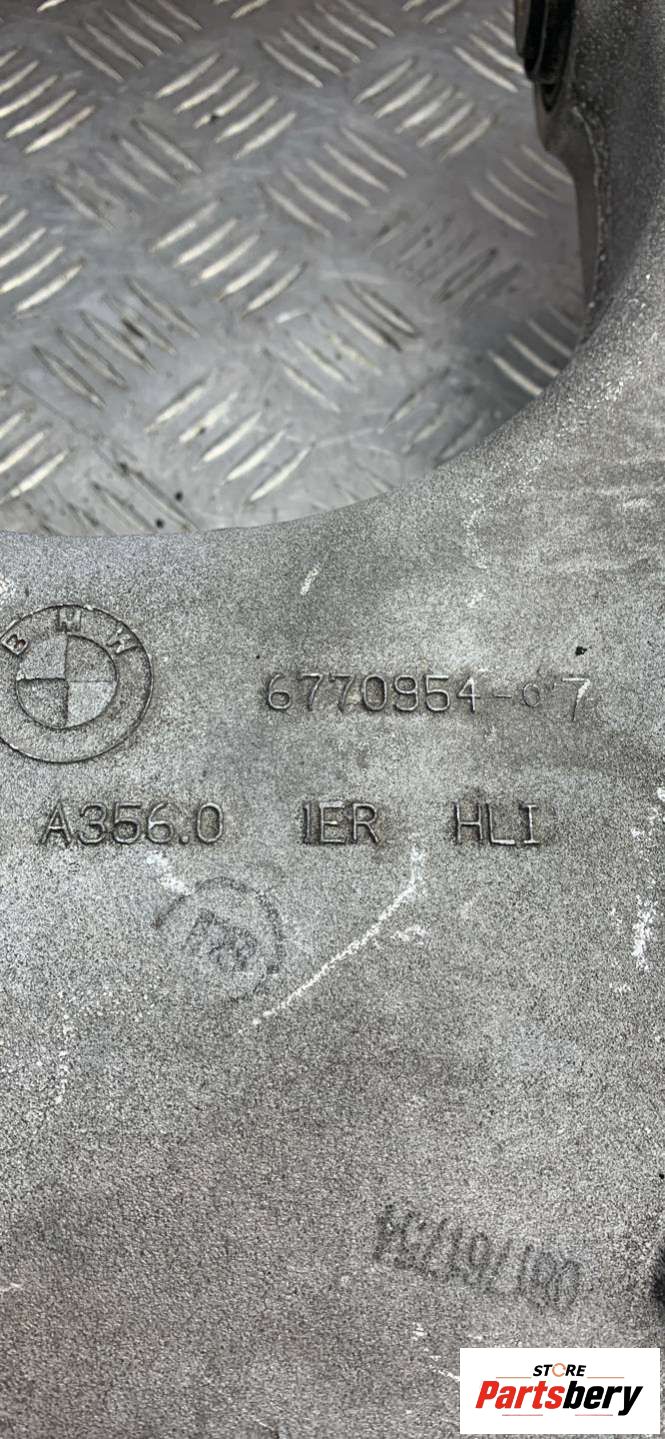 BMW
6770954-07
A356.0 IER HLI
STORE
Partsbery